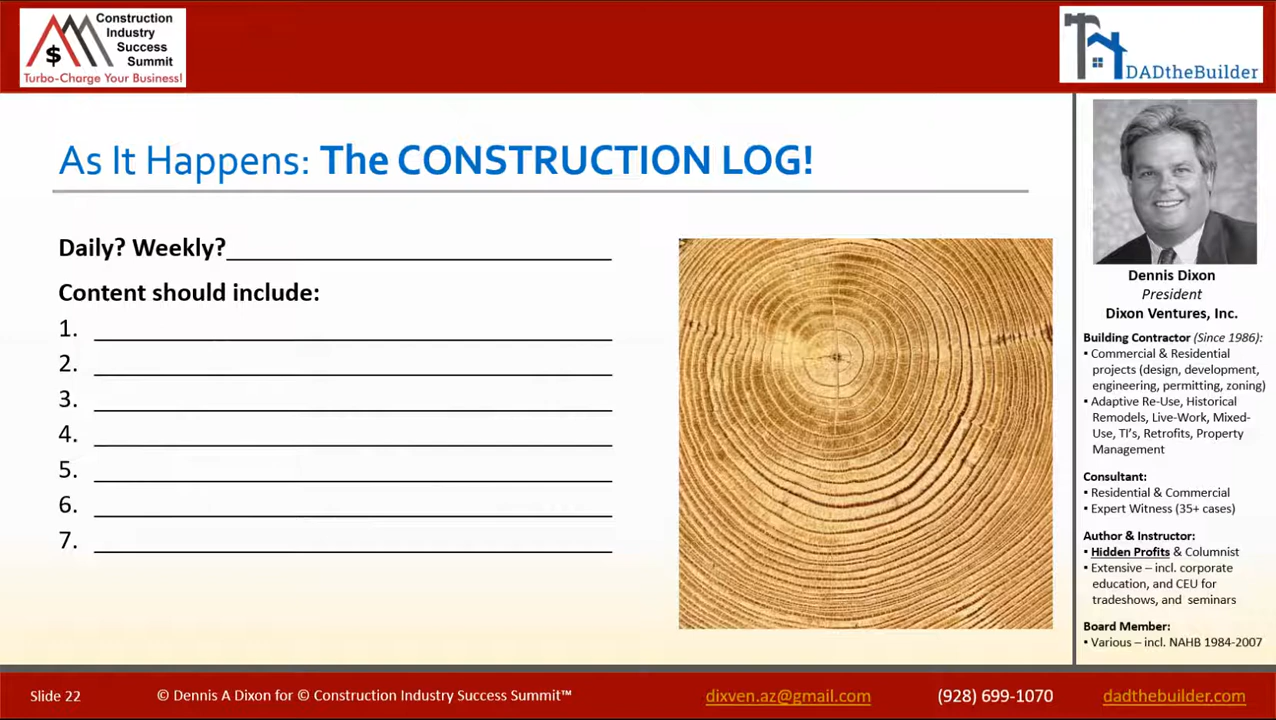 Construction
Industry
Success
Summit
$
Turbo-Charge Your Business!
DADtheBuilder
As It Happens: The CONSTRUCTION LOG!
Daily? Weekly?
Content should include:
1.
2.
3.
4.
5.
6.
7.
Dennis Dixon
President
Dixon Ventures, Inc.
Building Contractor (Since 1986):
▪ Commercial & Residential
projects (design, development,
engineering, permitting, zoning)
▪ Adaptive Re-Use, Historical
Remodels, Live-Work, Mixed-
Use, TI's, Retrofits, Property
Management
Consultant:
▪ Residential & Commercial
▪ Expert Witness (35+ cases)
Author & Instructor:
▪ Hidden Profits & Columnist
▪ Extensive – incl. corporate
education, and CEU for
tradeshows, and seminars
Board Member:
▪ Various – incl. NAHB 1984-2007
Slide 22
© Dennis A Dixon for © Construction Industry Success Summit™
dixven.az@gmail.com
(928) 699-1070
dadthebuilder.com